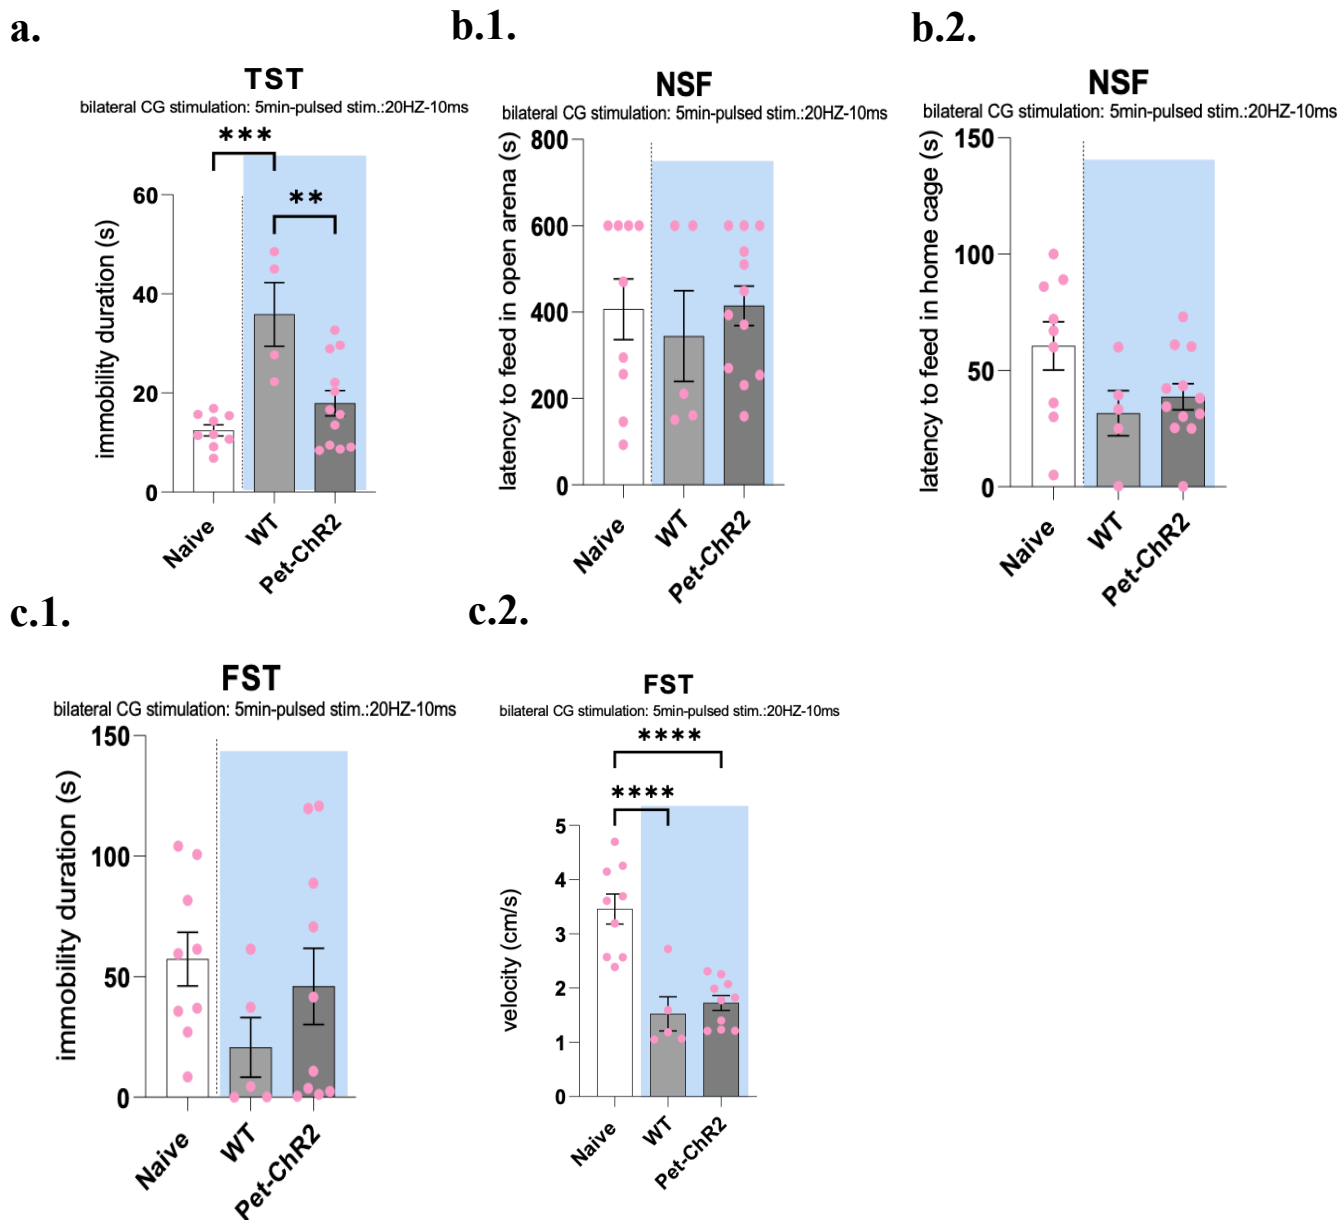 a.
TST
bilateral CG stimulation: 5min-pulsed stim.:20HZ-10ms
***
**
immobility duration (s)
60
40
20
0
Naive
WT
Pet-ChR2
b.1.
NSF
bilateral CG stimulation: 5min-pulsed stim.:20HZ-10ms
latency to feed in open arena (s)
800
600
400
200
0
Naive
WT
Pet-ChR2
b.2.
NSF
bilateral CG stimulation: 5min-pulsed stim.:20HZ-10ms
latency to feed in home cage (s)
150
100
50
0
Naive
WT
Pet-ChR2
c.1.
FST
bilateral CG stimulation: 5min-pulsed stim.:20HZ-10ms
immobility duration (s)
150
100
50
0
Naive
WT
Pet-ChR2
c.2.
FST
bilateral CG stimulation: 5min-pulsed stim.:20HZ-10ms
****
****
velocity (cm/s)
5
4
3
2
1
0
Naive
WT
Pet-ChR2